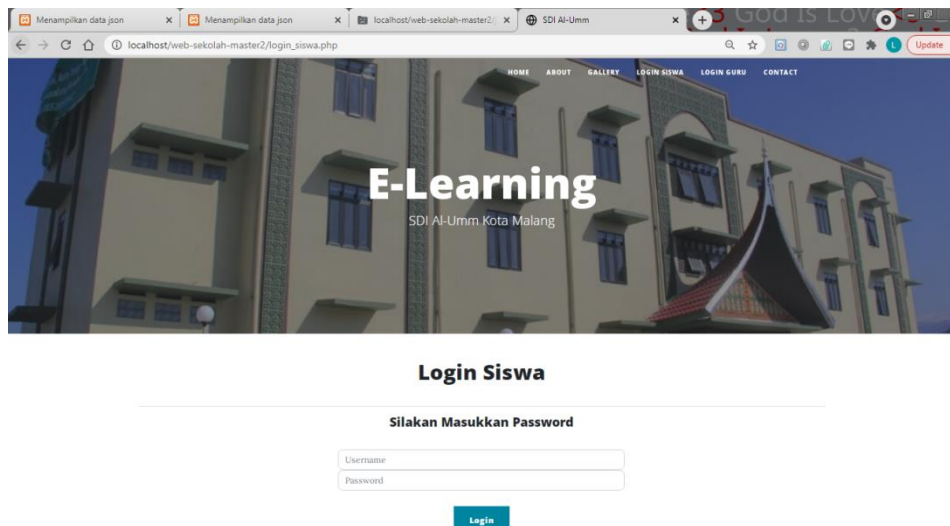 Menampilkan data json
Menampilkan data json
localhost/web-sekolah-master2/
SDI Al-Umm
3 God Is Love
localhost/web-sekolah-master2/login_siswa.php
L
Update
HOME ABOUT GALLERY LOGIN SISWA LOGIN GURU CONTACT
E-Learning
SDI Al-Umm Kota Malang
Login Siswa
Silakan Masukkan Password
Username
Password
Login